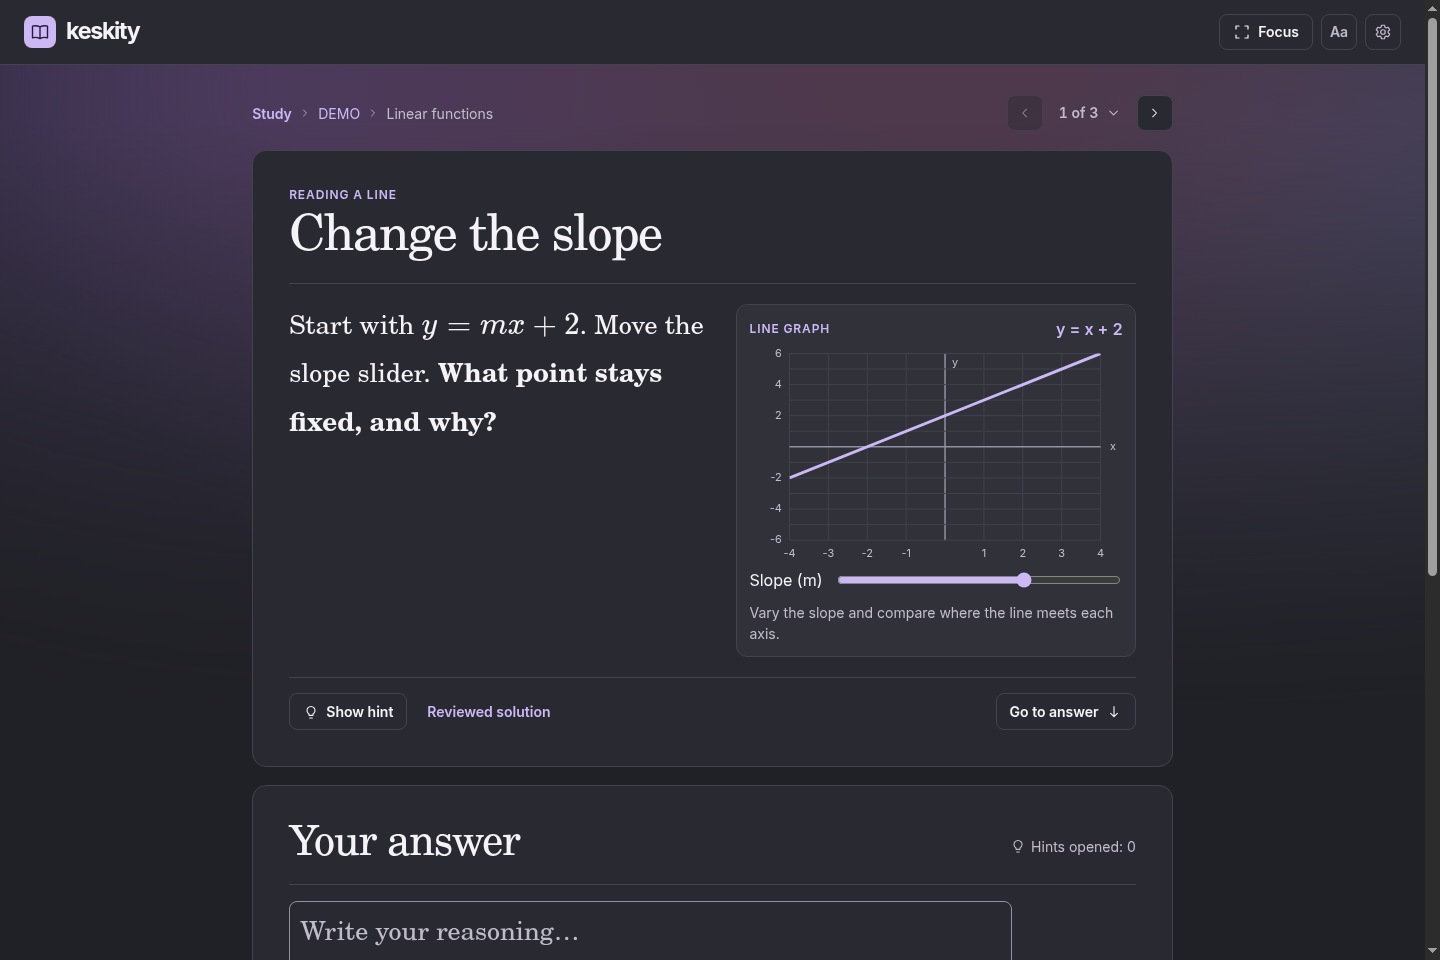 keskity
Focus
Aa
Study > DEMO > Linear functions
1 of 3
READING A LINE
Change the slope
Start with y = mx + 2. Move the
slope slider. What point stays
fixed, and why?
LINE GRAPH
y = x + 2
6
4
2
-2
-4
-6
y
x
-4 -3 -2 -1 1 2 3 4
Slope (m)
Vary the slope and compare where the line meets each
axis.
Show hint
Reviewed solution
Go to answer ↓
Your answer
Hints opened: 0
Write your reasoning...